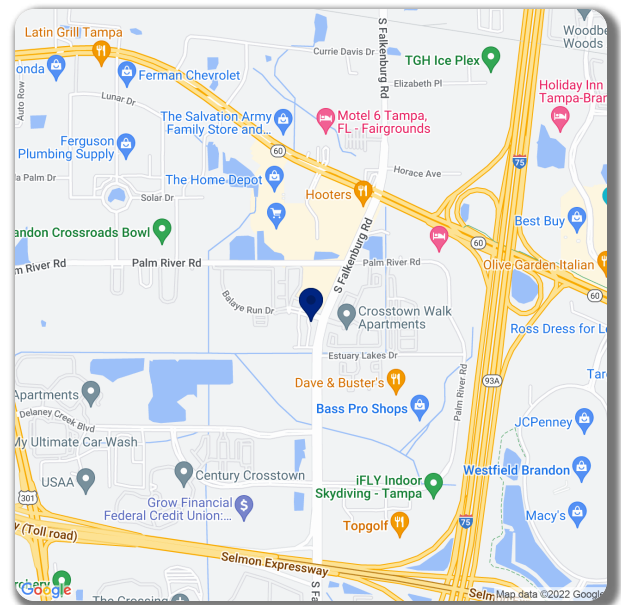 Latin Grill Tampa
onda
Ferman Chevrolet
Auto Row
Lunar Dr
Currie Davis Dr
S Falkenburg Rd
TGH Ice Plex
Elizabeth Pl
Woodbe
Woods
Holiday Inn
Tampa-Bran
The Salvation Army
Family Store and...
Motel 6 Tampa,
FL - Fairgrounds
Ferguson
Plumbing Supply
60
75
la Palm Dr
Solar Dr
The Home Depot
Horace Ave
Hooters
Best Buy
andon Crossroads Bowl
60
S Falkenburg Rd
m River Rd
Palm River Rd
Palm River Rd
Olive Garden Italian
60
Balaye Run Dr
Crosstown Walk
Apartments
Ross Dress for Le
Estuary Lakes Dr
Palm River Rd
93A
Tar
Dave & Buster's
Apartments
Bass Pro Shops
Delaney Creek Blvd
JCPenney
My Ultimate Car Wash
USAA
Century Crosstown
iFLY Indoor
Skydiving - Tampa
Westfield Brandon
301
Grow Financial
Federal Credit Union:...
Macy's
Topgolf
75
y (Toll road)
Selmon Expressway
rchery
Google
The Crossing
S Fa
Selm
Map data ©2022 Google